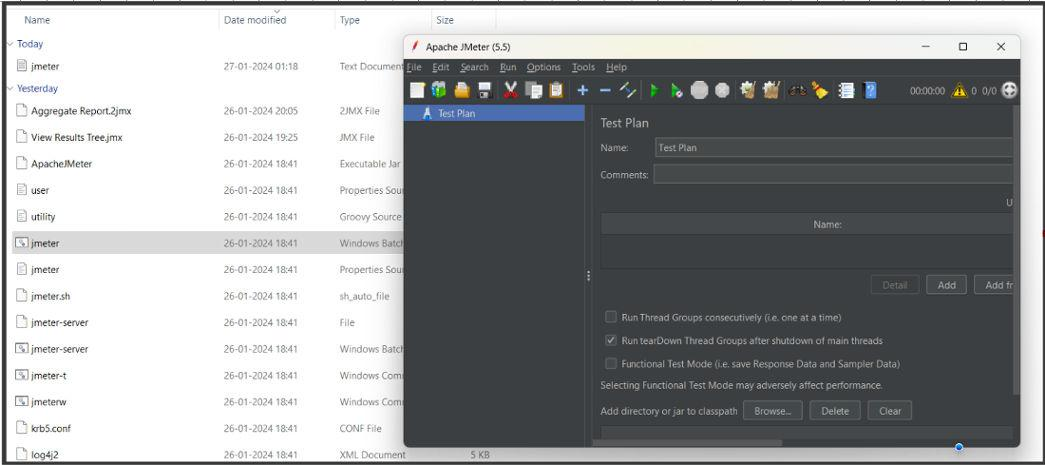 Name Date modified Type Size
Today
jmeter 27-01-2024 01:18 Text Document
Yesterday
Aggregate Report.2jmx 26-01-2024 20:05 2JMX File
View Results Tree.jmx 26-01-2024 19:25 JMX File
ApacheJMeter 26-01-2024 18:41 Executable Jar
user 26-01-2024 18:41 Properties Sou
utility 26-01-2024 18:41 Groovy Source
jmeter 26-01-2024 18:41 Windows Batch
jmeter 26-01-2024 18:41 Properties Sou
jmeter.sh 26-01-2024 18:41 sh_auto_file
jmeter-server 26-01-2024 18:41 File
jmeter-server 26-01-2024 18:41 Windows Batch
jmeter-t 26-01-2024 18:41 Windows Com
jmeterw 26-01-2024 18:41 Windows Com
krb5.conf 26-01-2024 18:41 CONF File
log4j2 26-01-2024 18:41 XML Document 5 KB
Apache JMeter (5.5)
File Edit Search Run Options Tools Help
00:00:00 0 0/0
Test Plan
Test Plan
Name: Test Plan
Comments:
U
Name:
Detail Add Add fr
Run Thread Groups consecutively (i.e. one at a time)
Run tearDown Thread Groups after shutdown of main threads
Functional Test Mode (i.e. save Response Data and Sampler Data)
Selecting Functional Test Mode may adversely affect performance.
Add directory or jar to classpath Browse... Delete Clear